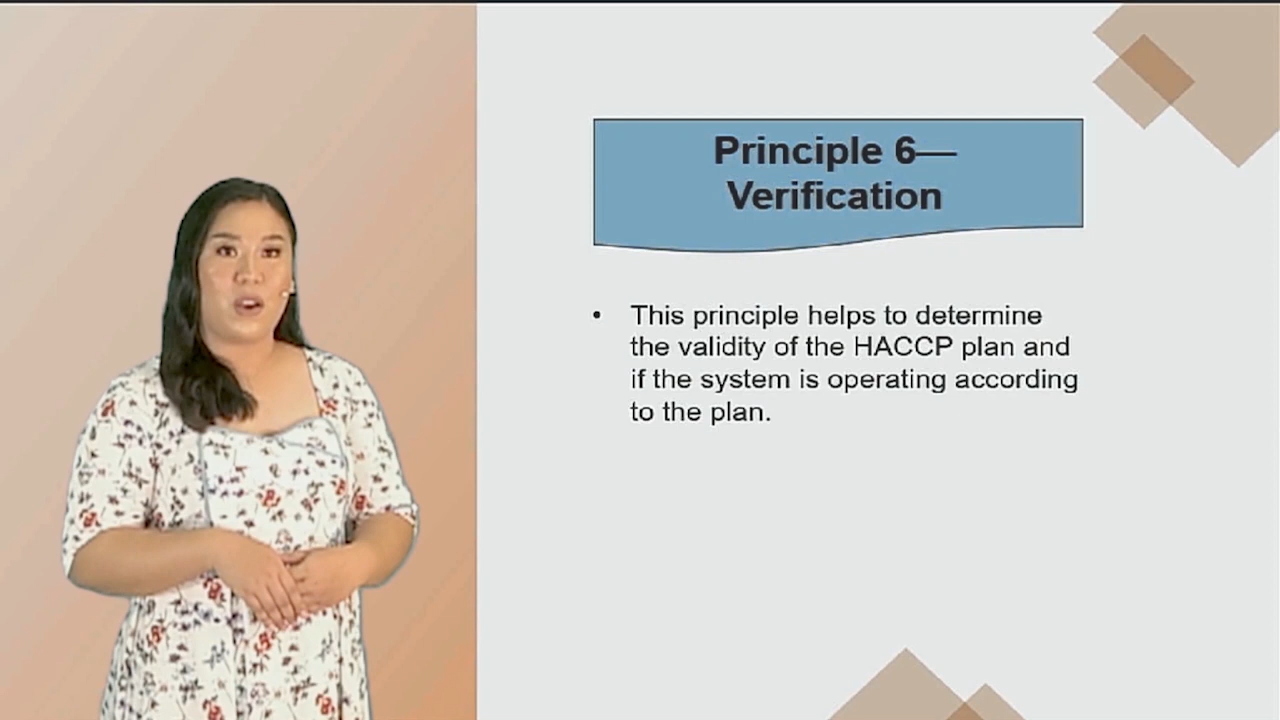 Principle 6—
Verification
• This principle helps to determine
the validity of the HACCP plan and
if the system is operating according
to the plan.